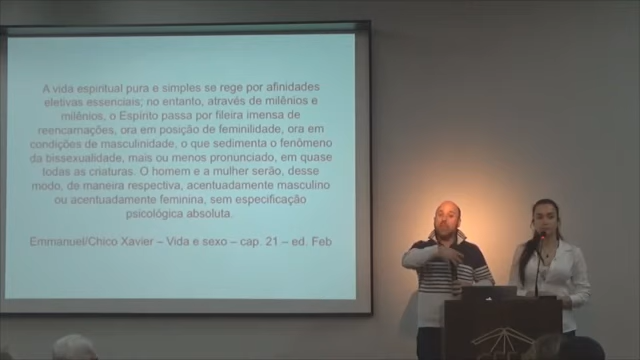 A vida espiritual pura e simples se rege por afinidades
eletivas essenciais; no entanto, através de milênios e
milênios, o Espírito passa por fileira imensa de
reencarnações, ora em posição de feminilidade, ora em
condições de masculinidade, o que sedimenta o fenômeno
da bissexualidade, mais ou menos pronunciado, em quase
todas as criaturas. O homem e a mulher serão, desse
modo, de maneira respectiva, acentuadamente masculino
ou acentuadamente feminina, sem especificação
psicológica absoluta.
Emmanuel/Chico Xavier – Vida e sexo – cap. 21 – ed. Feb